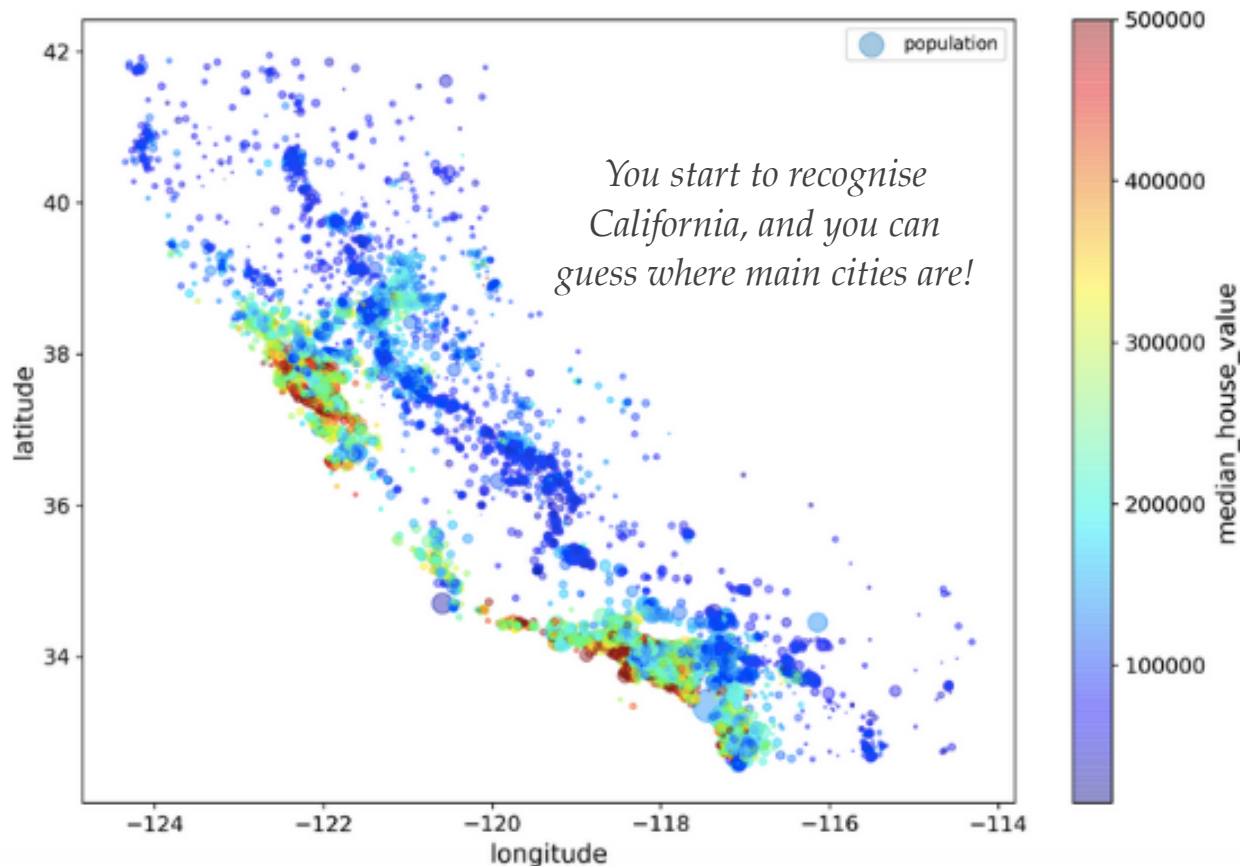 population
You start to recognise
California, and you can
guess where main cities are!
42
40
38
36
34
latitude
−124
−122
−120
−118
−116
−114
longitude
500000
400000
300000
200000
100000
median_house_value